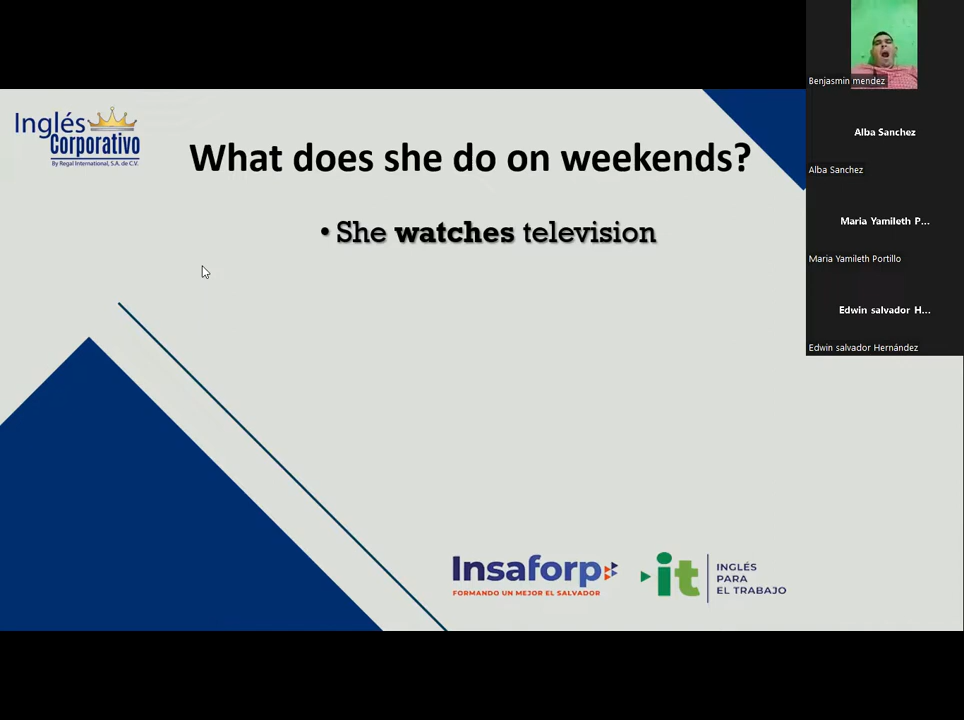 Inglés
Corporativo
By Regal International, S.A. de C.V.
What does she do on weekends?
• She watches television
Benjasmin mendez
Alba Sanchez
Alba Sanchez
Maria Yamileth P...
Maria Yamileth Portillo
Edwin salvador H...
Edwin salvador Hernández
Insaforp
FORMANDO UN MEJOR EL SALVADOR
it
INGLÉS
PARA
EL TRABAJO